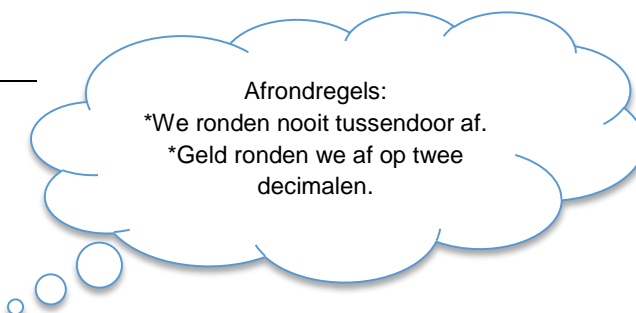 Afrondregels:
*We ronden nooit tussendoor af.
*Geld ronden we af op twee
decimalen.